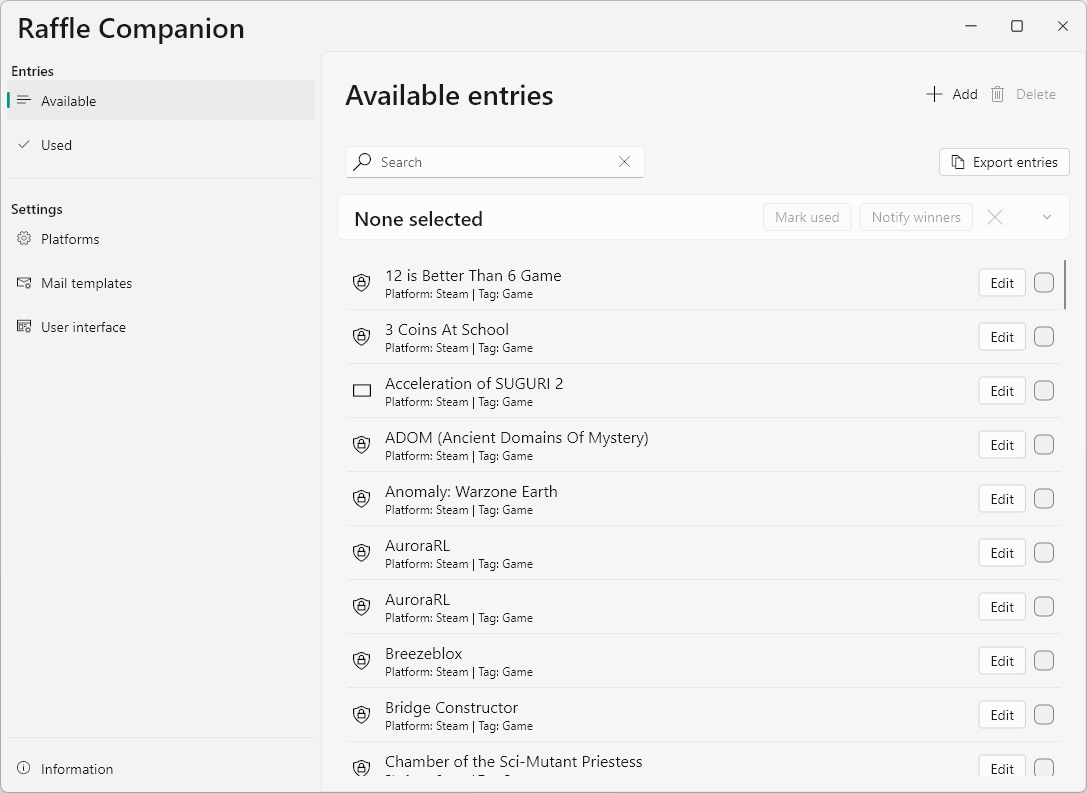 Raffle Companion
Entries
Available
Used
Settings
Platforms
Mail templates
User interface
Information
Available entries
Add
Delete
Search
Export entries
None selected
Mark used
Notify winners
12 is Better Than 6 Game
Platform: Steam | Tag: Game
Edit
3 Coins At School
Platform: Steam | Tag: Game
Edit
Acceleration of SUGURI 2
Platform: Steam | Tag: Game
Edit
ADOM (Ancient Domains Of Mystery)
Platform: Steam | Tag: Game
Edit
Anomaly: Warzone Earth
Platform: Steam | Tag: Game
Edit
AuroraRL
Platform: Steam | Tag: Game
Edit
AuroraRL
Platform: Steam | Tag: Game
Edit
Breezeblox
Platform: Steam | Tag: Game
Edit
Bridge Constructor
Platform: Steam | Tag: Game
Edit
Chamber of the Sci-Mutant Priestess
Edit